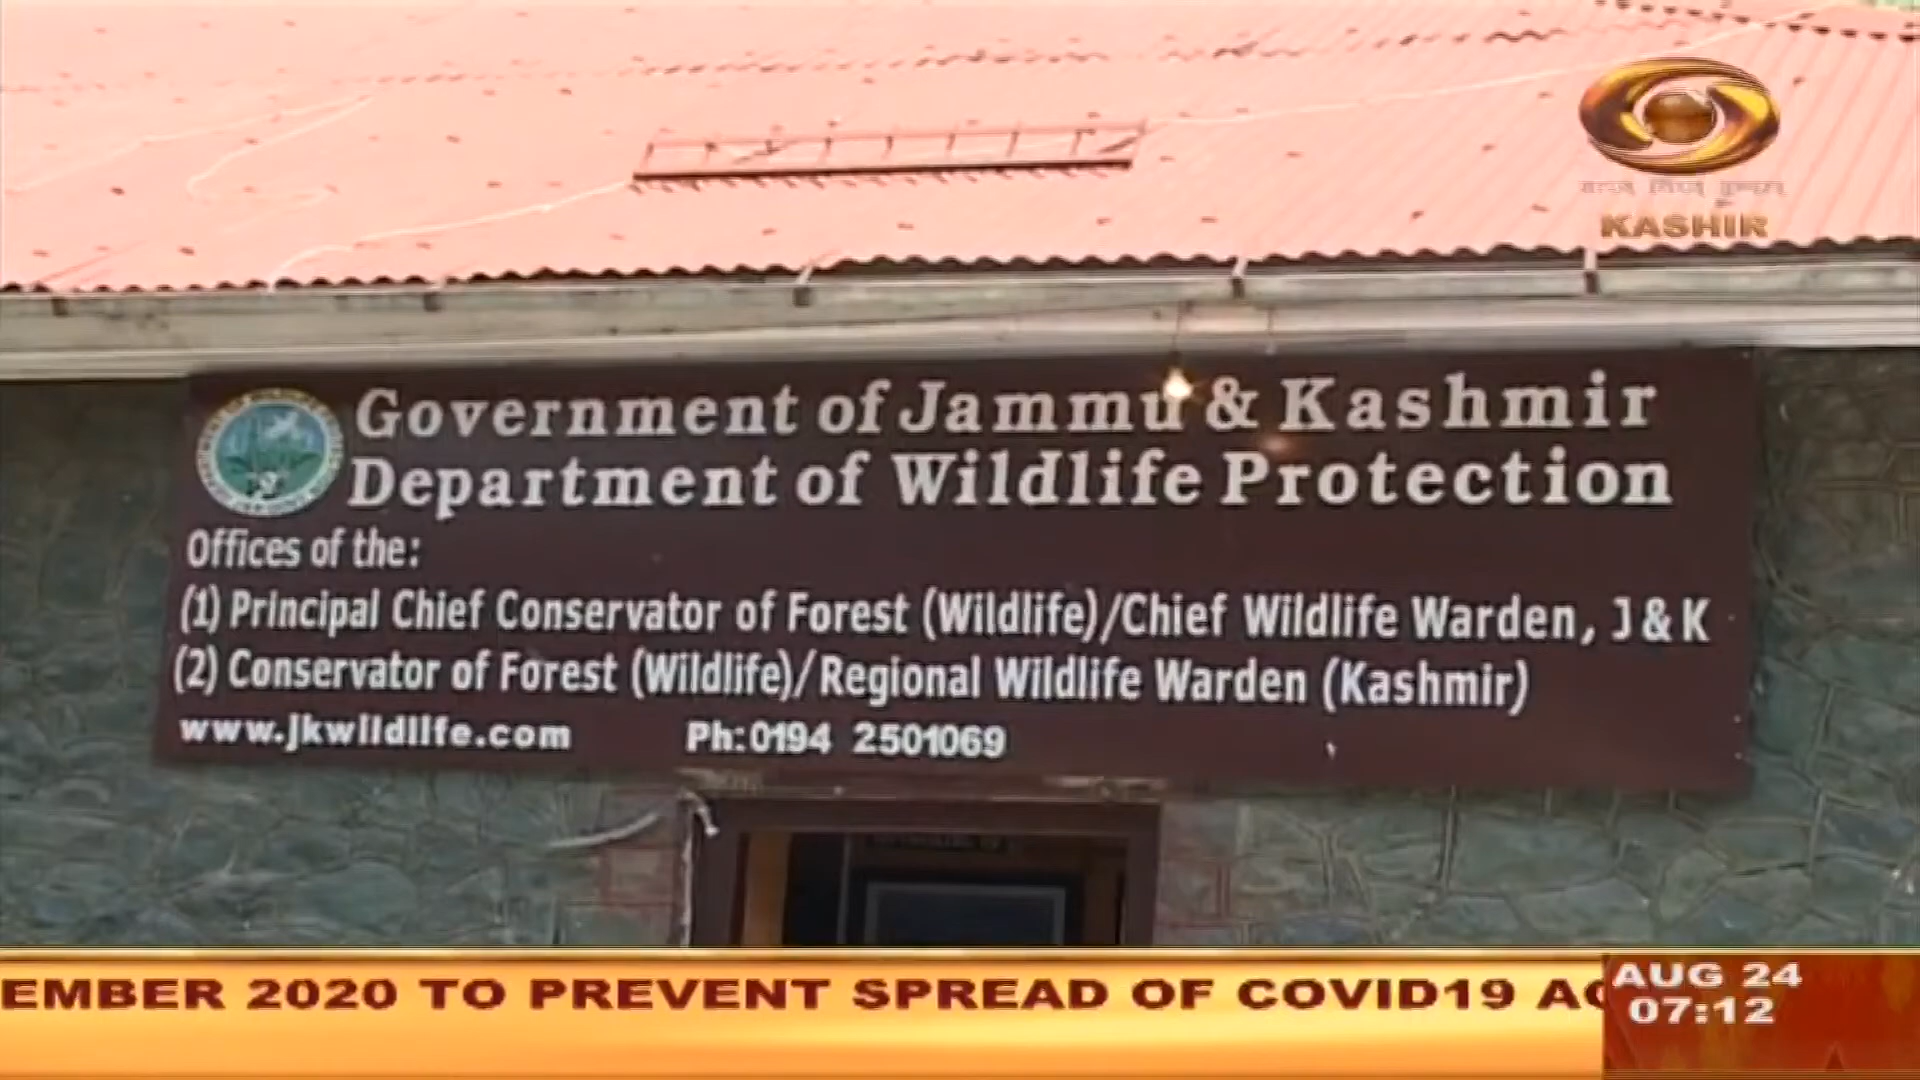 KASHIR
Government of Jammu & Kashmir
Department of Wildlife Protection
Offices of the:
(1) Principal Chief Conservator of Forest (Wildlife)/Chief Wildlife Warden, J & K
(2) Conservator of Forest (Wildlife)/Regional Wildlife Warden (Kashmir)
www.jkwildlife.com Ph:0194 2501069
EMBER 2020 TO PREVENT SPREAD OF COVID19
AUG 24
07:12